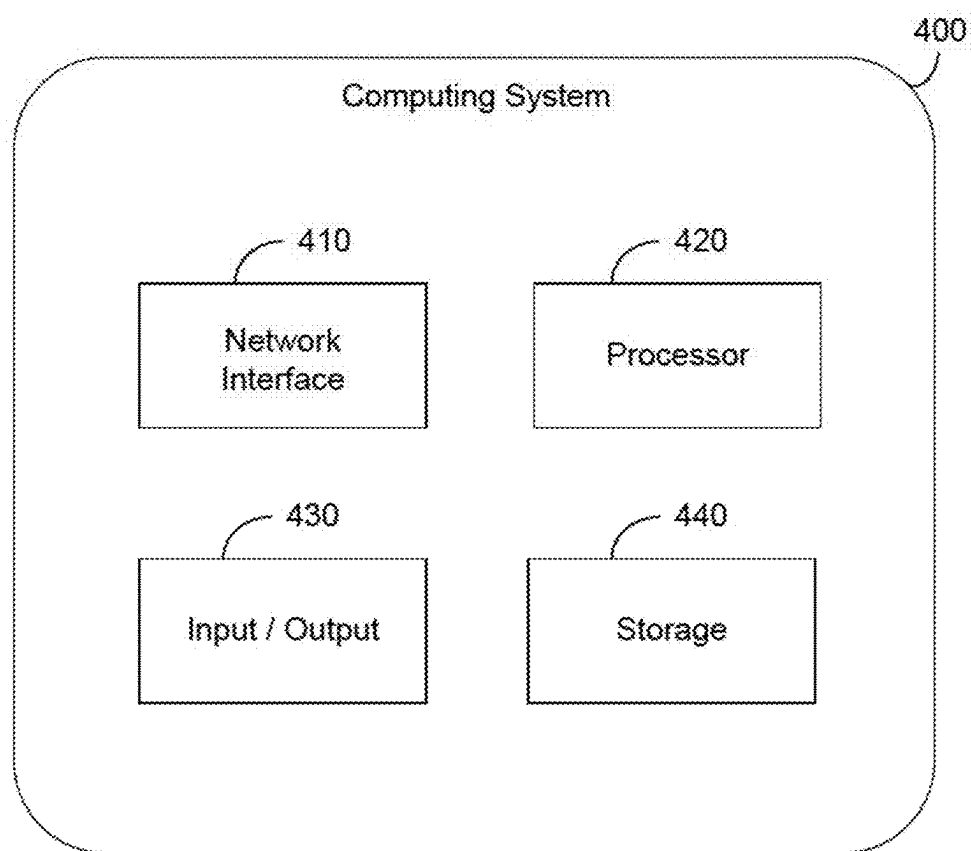 400
Computing System
410
420
Network
Interface
Processor
430
440
Input / Output
Storage